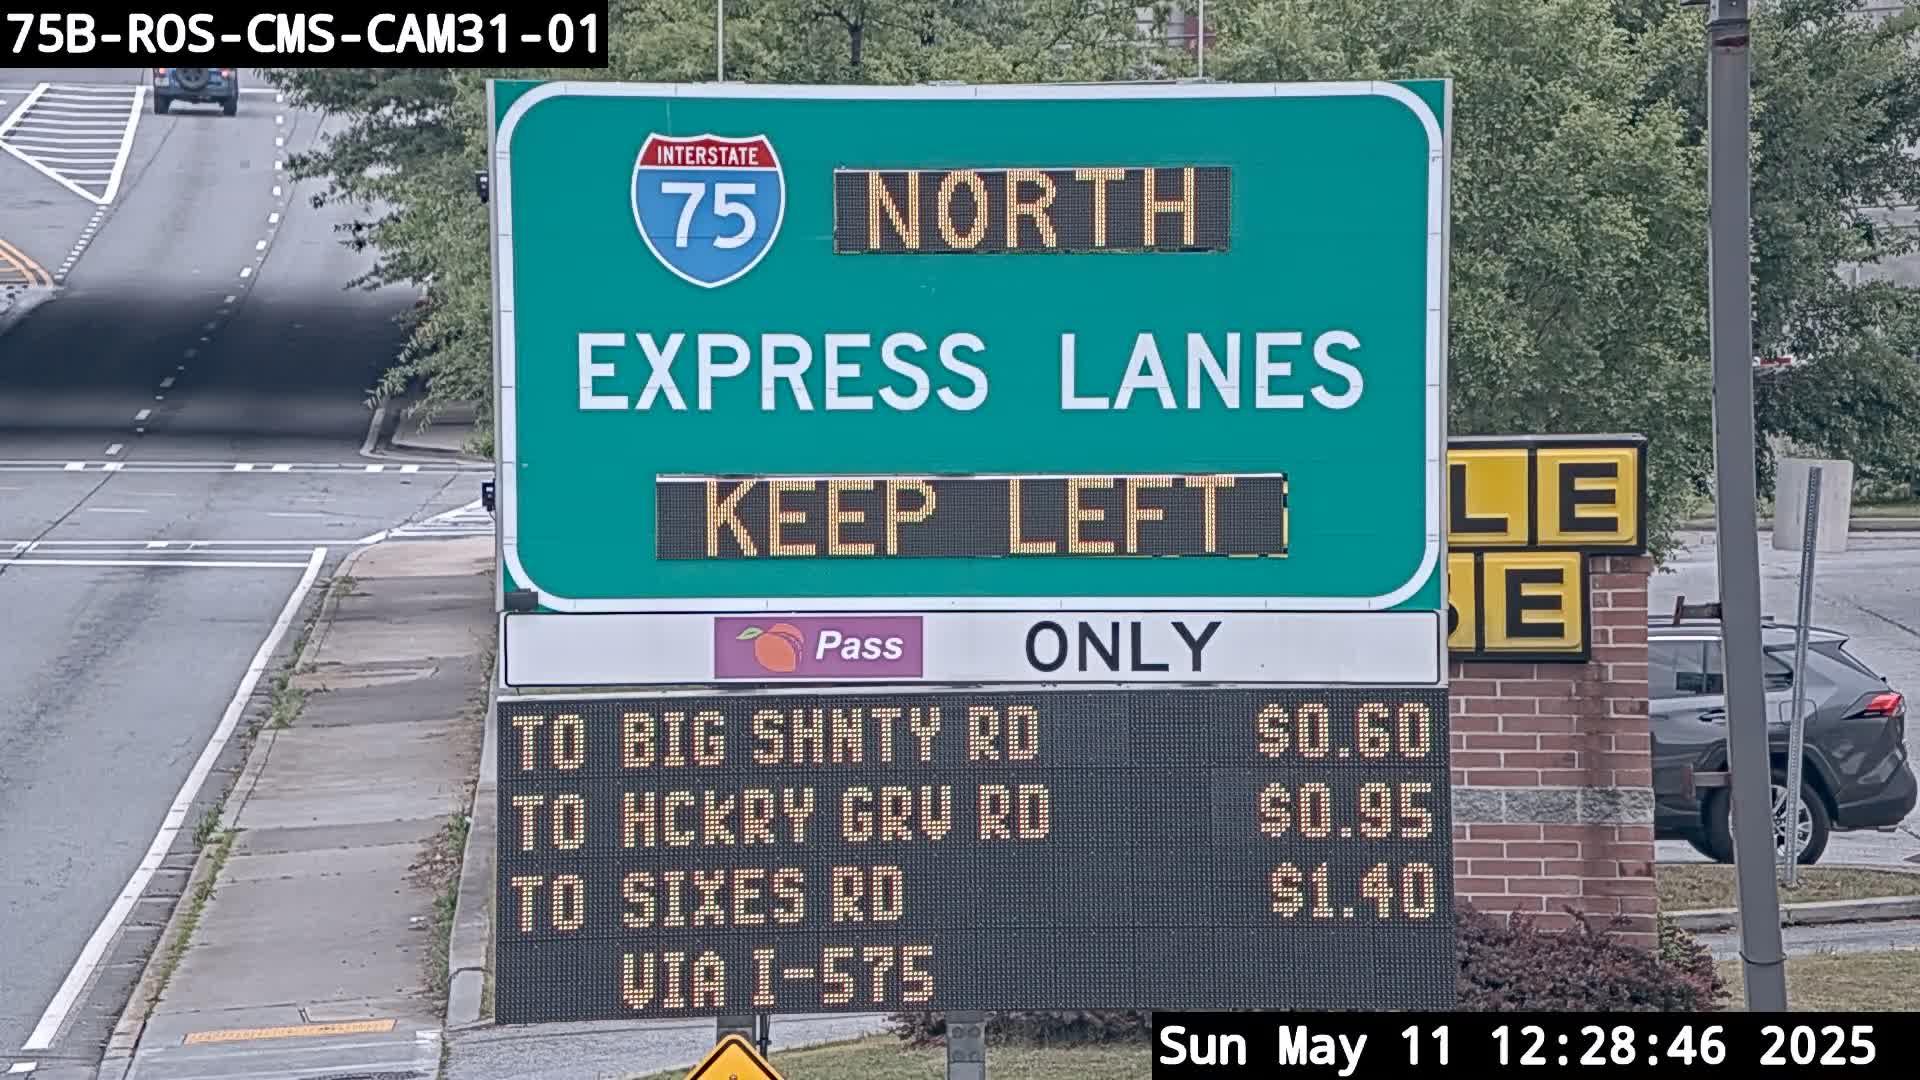 75B-ROS-CMS-CAM31-01
INTERSTATE
75
NORTH
EXPRESS LANES
KEEP LEFT
Pass ONLY
TO BIG SHNTY RD $0.60
TO HCKRY GRV RD $0.95
TO SIXES RD $1.40
VIA I-575
LE
E
Sun May 11 12:28:46 2025